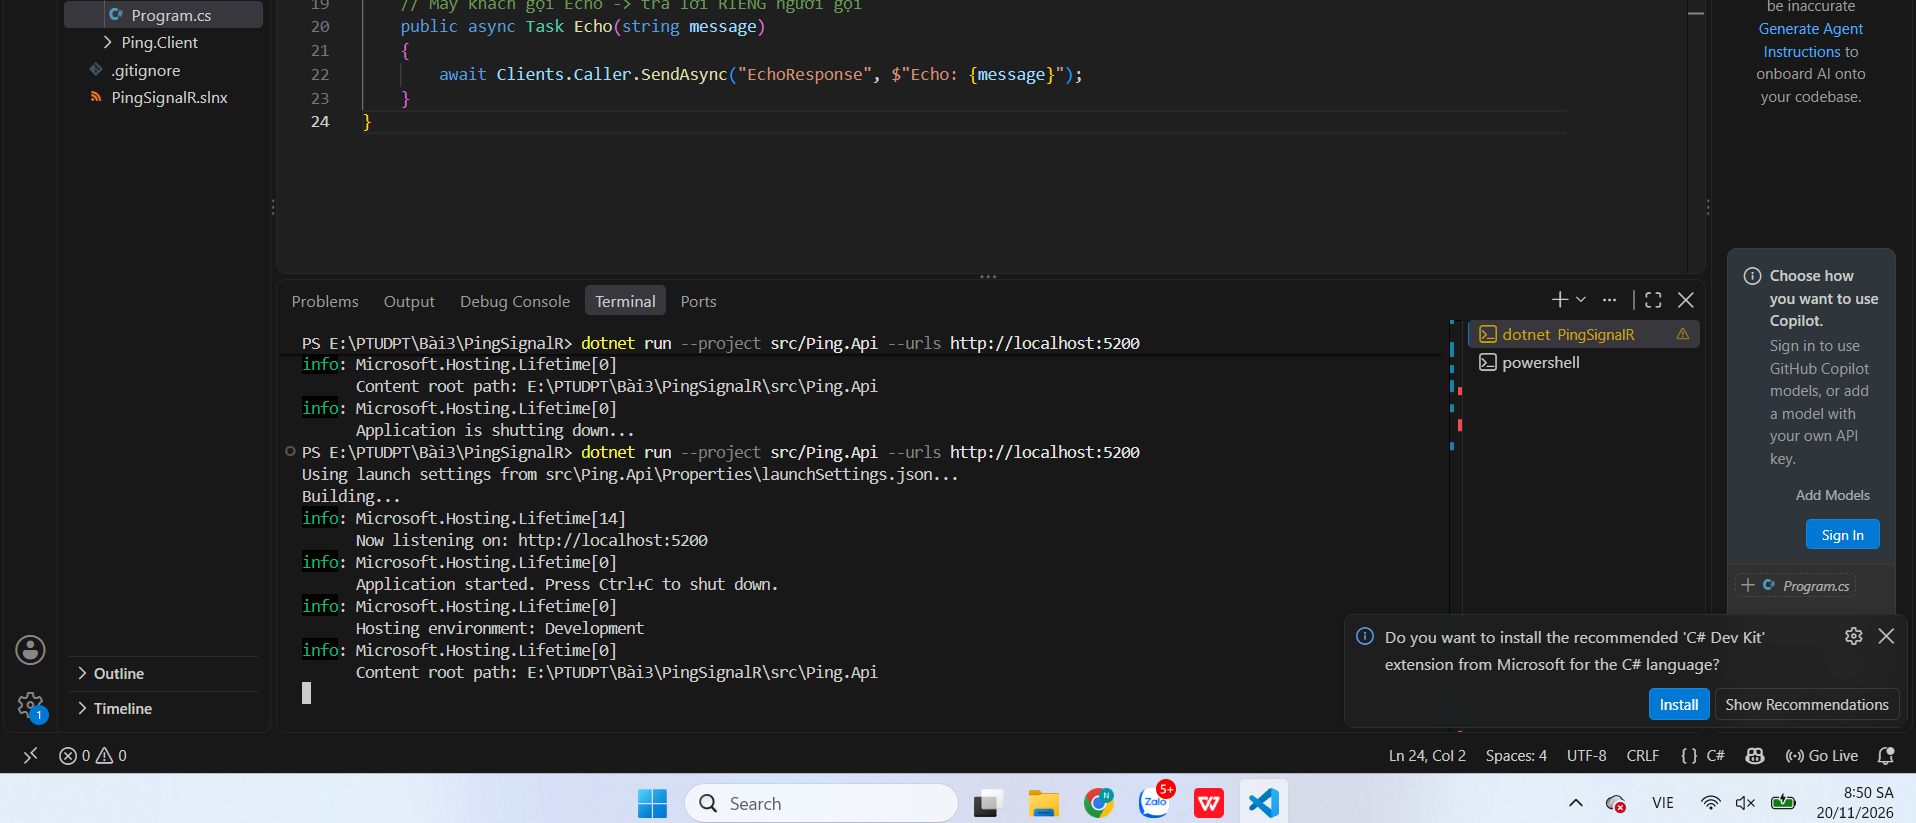 Program.cs
Ping.Client
.gitignore
PingSignalR.slnx
Outline
Timeline
19 // Máy khách gọi Echo -> trả lời RIÊNG người gọi
20 public async Task Echo(string message)
21 {
22 await Clients.Caller.SendAsync("EchoResponse", $"Echo: {message}");
23 }
24 }
Problems Output Debug Console Terminal Ports
PS E:\PTUDPT\Bài3\PingSignalR> dotnet run --project src/Ping.Api --urls http://localhost:5200
info: Microsoft.Hosting.Lifetime[0]
Content root path: E:\PTUDPT\Bài3\PingSignalR\src\Ping.Api
info: Microsoft.Hosting.Lifetime[0]
Application is shutting down...
PS E:\PTUDPT\Bài3\PingSignalR> dotnet run --project src/Ping.Api --urls http://localhost:5200
Using launch settings from src\Ping.Api\Properties\launchSettings.json...
Building...
info: Microsoft.Hosting.Lifetime[14]
Now listening on: http://localhost:5200
info: Microsoft.Hosting.Lifetime[0]
Application started. Press Ctrl+C to shut down.
info: Microsoft.Hosting.Lifetime[0]
Hosting environment: Development
info: Microsoft.Hosting.Lifetime[0]
Content root path: E:\PTUDPT\Bài3\PingSignalR\src\Ping.Api
dotnet PingSignalR
powershell
be inaccurate
Generate Agent
Instructions to
onboard AI onto
your codebase.
Choose how
you want to use
Copilot.
Sign in to use
GitHub Copilot
models, or add
a model with
your own API
key.
Add Models
Sign In
Program.cs
Do you want to install the recommended 'C# Dev Kit'
extension from Microsoft for the C# language?
Install Show Recommendations
1
0 0
Ln 24, Col 2 Spaces: 4 UTF-8 CRLF { } C# Go Live
Search
N
Zalo
5+
VIE
8:50 SA
20/11/2026